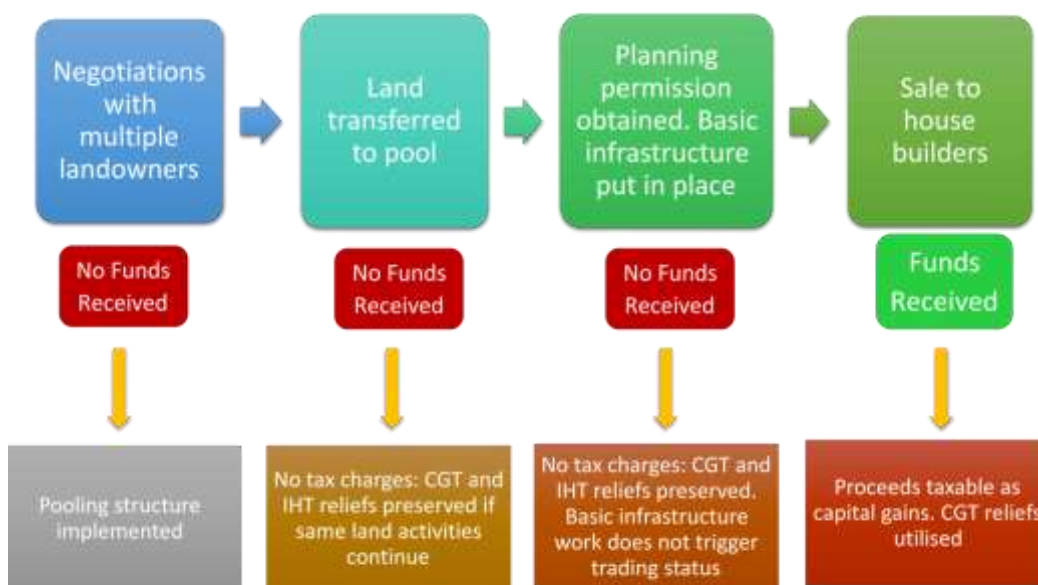 Negotiations
with
multiple
landowners
Land
transferred
to pool
Planning
permission
obtained. Basic
infrastructure
put in place
Sale to
house
builders
No Funds
Received
No Funds
Received
No Funds
Received
Funds
Received
Pooling structure
implemented
No tax charges: CGT and
IHT reliefs preserved if
same land activities
continue
No tax charges: CGT and
IHT reliefs preserved.
Basic infrastructure
work does not trigger
trading status
Proceeds taxable as
capital gains. CGT reliefs
utilised